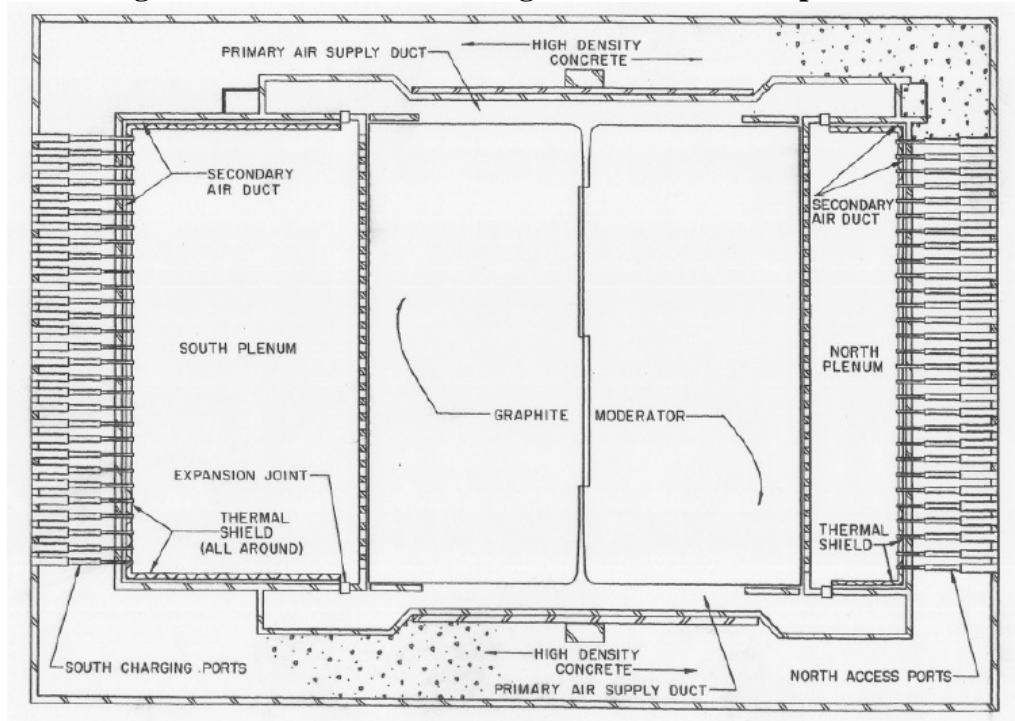 PRIMARY AIR SUPPLY DUCT
HIGH DENSITY
CONCRETE
SECONDARY
AIR DUCT
SECONDARY
AIR DUCT
SOUTH PLENUM
NORTH
PLENUM
GRAPHITE MODERATOR
EXPANSION JOINT
THERMAL
SHIELD
(ALL AROUND)
THERMAL
SHIELD
SOUTH CHARGING PORTS
HIGH DENSITY
CONCRETE
PRIMARY AIR SUPPLY DUCT
NORTH ACCESS PORTS